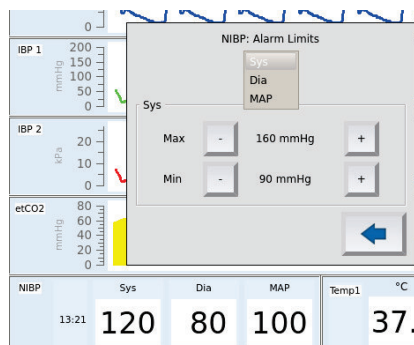 0
NIBP: Alarm Limits
Sys
Dia
MAP
IBP 1
mmHg
200
150
100
50
0
Sys
Max - 160 mmHg +
Min - 90 mmHg +
IBP 2
kPa
20
10
0
etCO2
mmHg
80
60
40
20
0
NIBP Sys Dia MAP Temp1 °C
13:21 120 80 100 37.